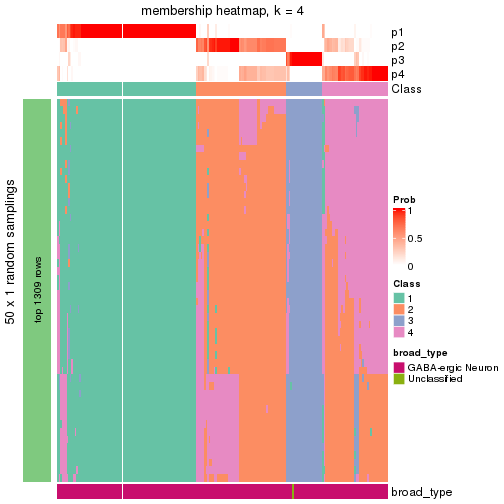 membership heatmap, k = 4
p1
p2
p3
p4
Class
50 x 1 random samplings
top 1309 rows
Prob
1
0.5
0
Class
1
2
3
4
broad_type
GABA-ergic Neuron
Unclassified
broad_type